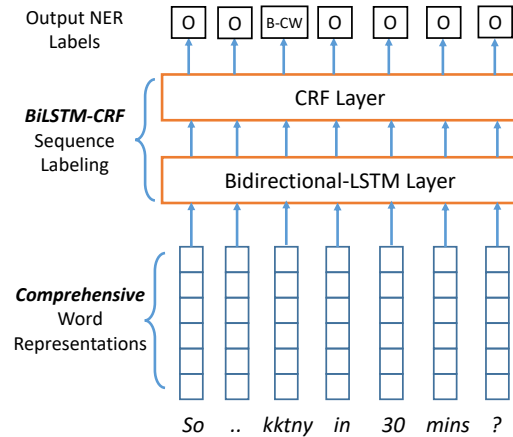 Output NER
Labels
O O B-CW O O O O
CRF Layer
BiLSTM-CRF
Sequence
Labeling
Bidirectional-LSTM Layer
Comprehensive
Word
Representations
So .. kktny in 30 mins ?